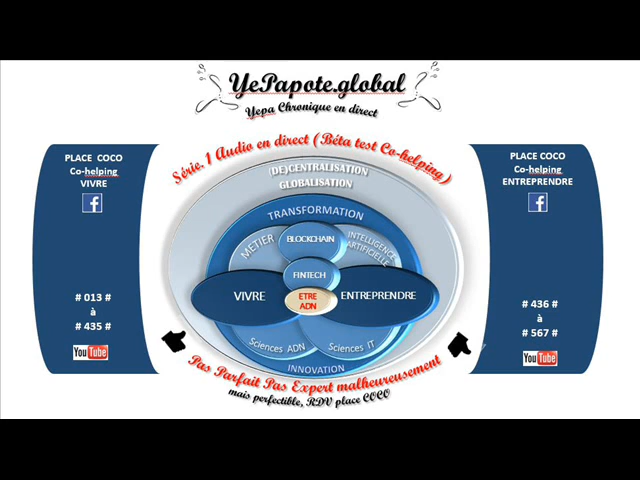 YePapote.global
Yepa Chronique en direct
Série, 1 Audio en direct (Béta test Co-helping)
PLACE COCO
Co-helping
VIVRE
# 013 #
à
# 435 #
YouTube
(DE)CENTRALISATION
GLOBALISATION
TRANSFORMATION
METIER
BLOCKCHAIN
INTELLIGENCE
ARTIFICIELLE
FINTECH
VIVRE
ETRE
ADN
ENTREPRENDRE
Sciences ADN
Sciences IT
INNOVATION
PLACE COCO
Co-helping
ENTREPRENDRE
# 436 #
à
# 567 #
YouTube
Pas Parfait Pas Expert malheureusement
mais perfectible, RDV place COCO